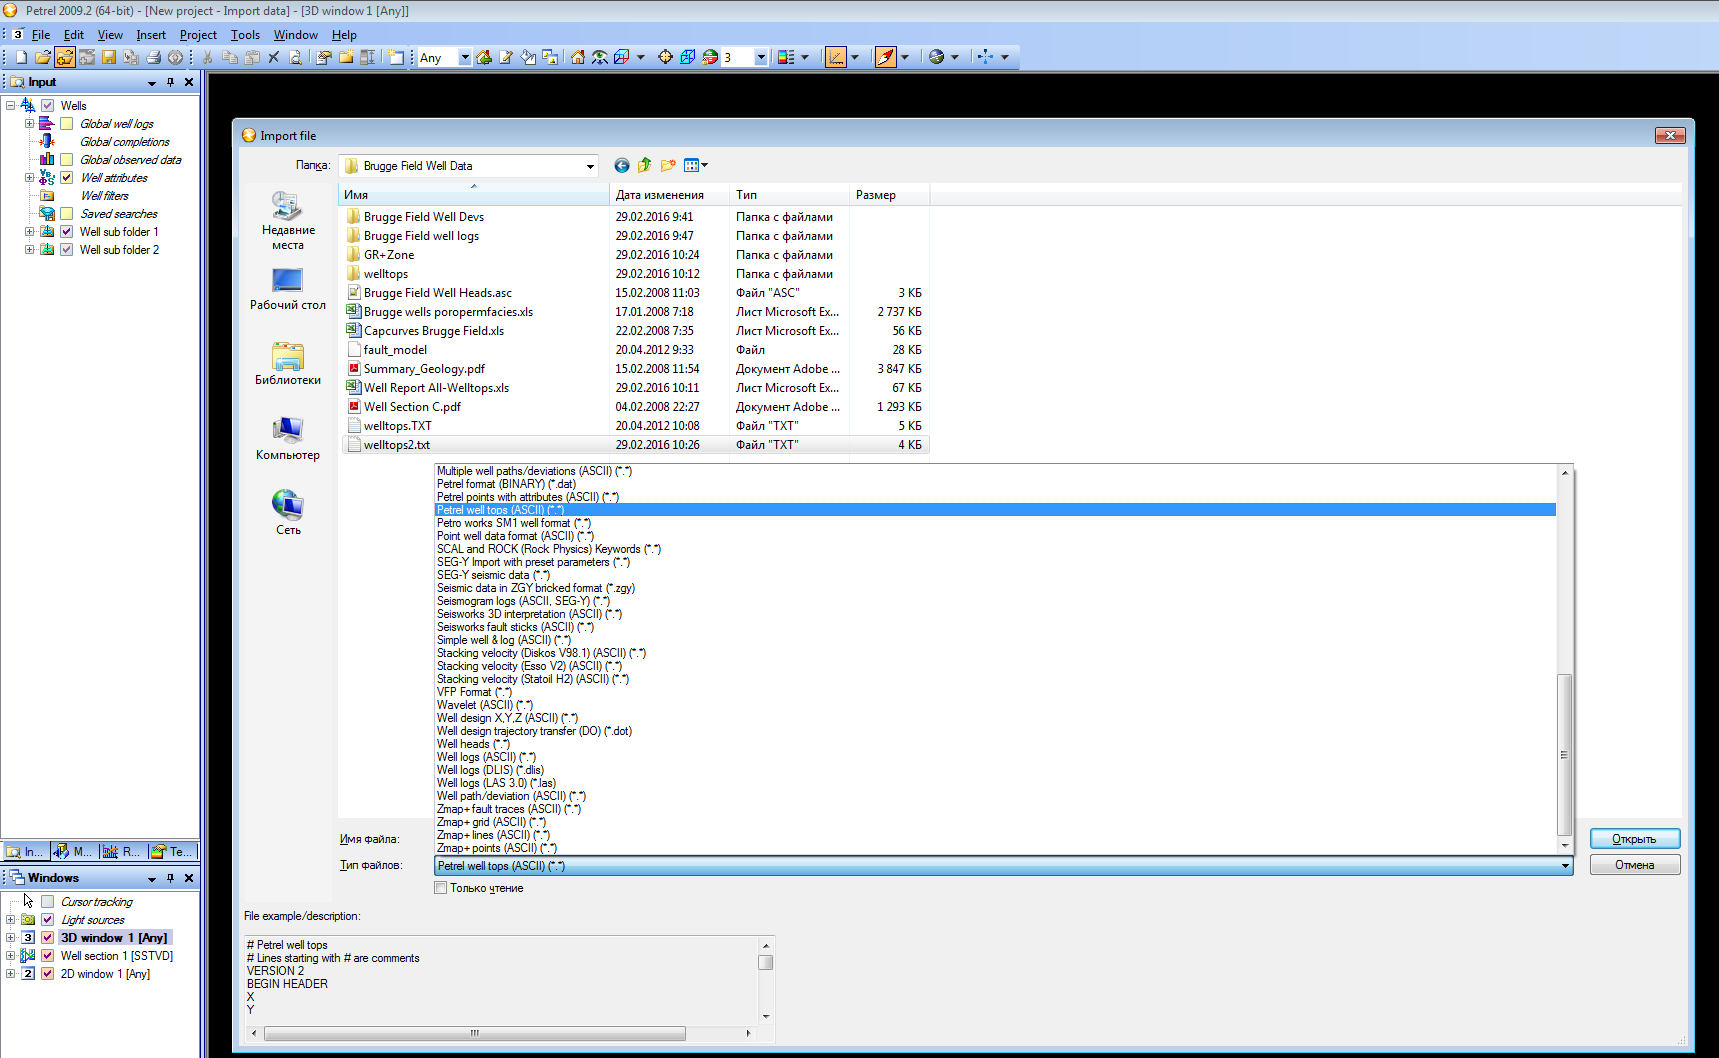 Petrel 2009.2 (64-bit) - [New project - Import data] - [3D window 1 [Any]]
3 File Edit View Insert Project Tools Window Help
Any 3
Input
Wells
Global well logs
Global completions
Global observed data
Well attributes
Well filters
Saved searches
Well sub folder 1
Well sub folder 2
In... M... R... Te...
Windows
Cursor tracking
Light sources
3 3D window 1 [Any]
Well section 1 [SSTVD]
2 2D window 1 [Any]
Import file
Папка: Brugge Field Well Data
Недавние места
Рабочий стол
Библиотеки
Компьютер
Сеть
Имя Дата изменения Тип Размер
Brugge Field Well Devs 29.02.2016 9:41 Папка с файлами
Brugge Field well logs 29.02.2016 9:47 Папка с файлами
GR+Zone 29.02.2016 10:24 Папка с файлами
welltops 29.02.2016 10:12 Папка с файлами
Brugge Field Well Heads.asc 15.02.2008 11:03 Файл "ASC" 3 КБ
Brugge wells poropermfacies.xls 17.01.2008 7:18 Лист Microsoft Ex... 2 737 КБ
Capcurves Brugge Field.xls 22.02.2008 7:35 Лист Microsoft Ex... 56 КБ
fault_model 20.04.2012 9:33 Файл 28 КБ
Summary_Geology.pdf 15.02.2008 11:54 Документ Adobe ... 3 847 КБ
Well Report All-Welltops.xls 29.02.2016 10:11 Лист Microsoft Ex... 67 КБ
Well Section C.pdf 04.02.2008 22:27 Документ Adobe ... 1 293 КБ
welltops.TXT 20.04.2012 10:08 Файл "TXT" 5 КБ
welltops2.txt 29.02.2016 10:26 Файл "TXT" 4 КБ
Multiple well paths/deviations (ASCII) (*.*)
Petrel format (BINARY) (*.dat)
Petrel points with attributes (ASCII) (*.*)
Petrel well tops (ASCII) (*.*)
Petro works SM1 well format (*.*)
Point well data format (ASCII) (*.*)
SCAL and ROCK (Rock Physics) Keywords (*.*)
SEG-Y Import with preset parameters (*.*)
SEG-Y seismic data (*.*)
Seismic data in ZGY bricked format (*.zgy)
Seismogram logs (ASCII, SEG-Y) (*.*)
Seisworks 3D interpretation (ASCII) (*.*)
Seisworks fault sticks (ASCII) (*.*)
Simple well & log (ASCII) (*.*)
Stacking velocity (Diskos V98.1) (ASCII) (*.*)
Stacking velocity (Esso V2) (ASCII) (*.*)
Stacking velocity (Statoil H2) (ASCII) (*.*)
VFP Format (*.*)
Wavelet (ASCII) (*.*)
Well design X,Y,Z (ASCII) (*.*)
Well design trajectory transfer (DO) (*.dot)
Well heads (*.*)
Well logs (ASCII) (*.*)
Well logs (DLIS) (*.dlis)
Well logs (LAS 3.0) (*.las)
Well path/deviation (ASCII) (*.*)
Zmap+ fault traces (ASCII) (*.*)
Zmap+ grid (ASCII) (*.*)
Zmap+ lines (ASCII) (*.*)
Zmap+ points (ASCII) (*.*)
Имя файла: Открыть
Тип файлов: Petrel well tops (ASCII) (*.*) Отмена
Только чтение
File example/description:
# Petrel well tops
# Lines starting with # are comments
VERSION 2
BEGIN HEADER
X
Y